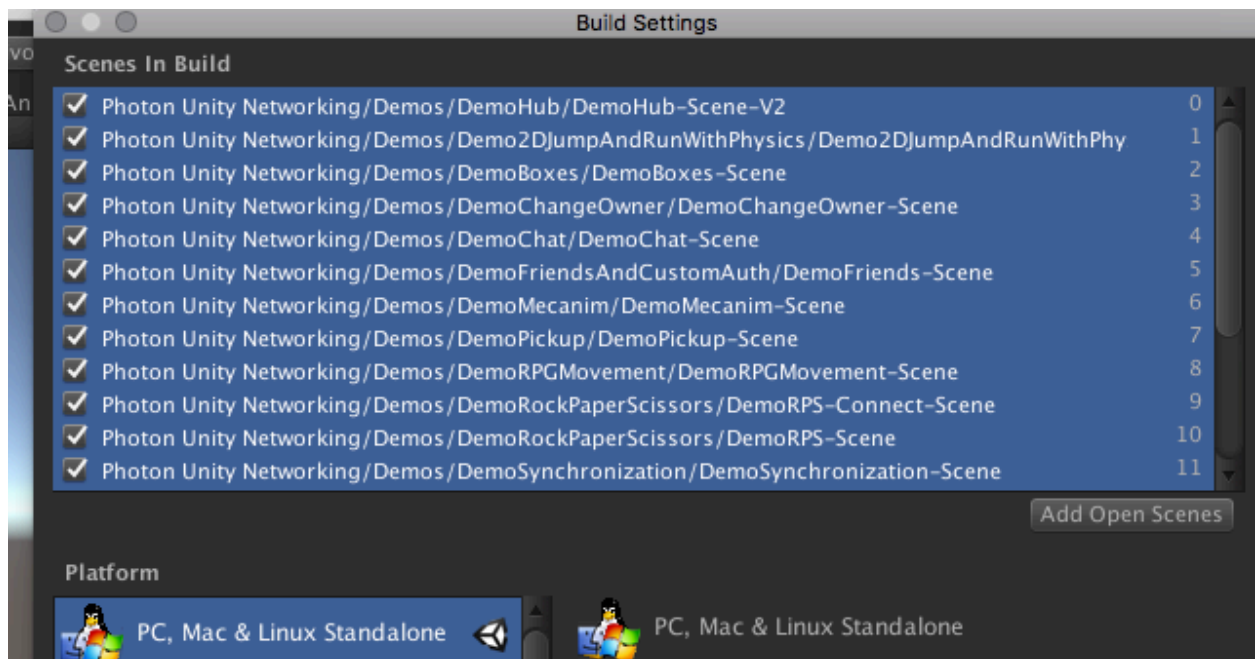 Build Settings
vo
Scenes In Build
An
Photon Unity Networking/Demos/DemoHub/DemoHub-Scene-V2 0
Photon Unity Networking/Demos/Demo2DJumpAndRunWithPhysics/Demo2DJumpAndRunWithPhy 1
Photon Unity Networking/Demos/DemoBoxes/DemoBoxes-Scene 2
Photon Unity Networking/Demos/DemoChangeOwner/DemoChangeOwner-Scene 3
Photon Unity Networking/Demos/DemoChat/DemoChat-Scene 4
Photon Unity Networking/Demos/DemoFriendsAndCustomAuth/DemoFriends-Scene 5
Photon Unity Networking/Demos/DemoMecanim/DemoMecanim-Scene 6
Photon Unity Networking/Demos/DemoPickup/DemoPickup-Scene 7
Photon Unity Networking/Demos/DemoRPGMovement/DemoRPGMovement-Scene 8
Photon Unity Networking/Demos/DemoRockPaperScissors/DemoRPS-Connect-Scene 9
Photon Unity Networking/Demos/DemoRockPaperScissors/DemoRPS-Scene 10
Photon Unity Networking/Demos/DemoSynchronization/DemoSynchronization-Scene 11
Add Open Scenes
Platform
PC, Mac & Linux Standalone
PC, Mac & Linux Standalone